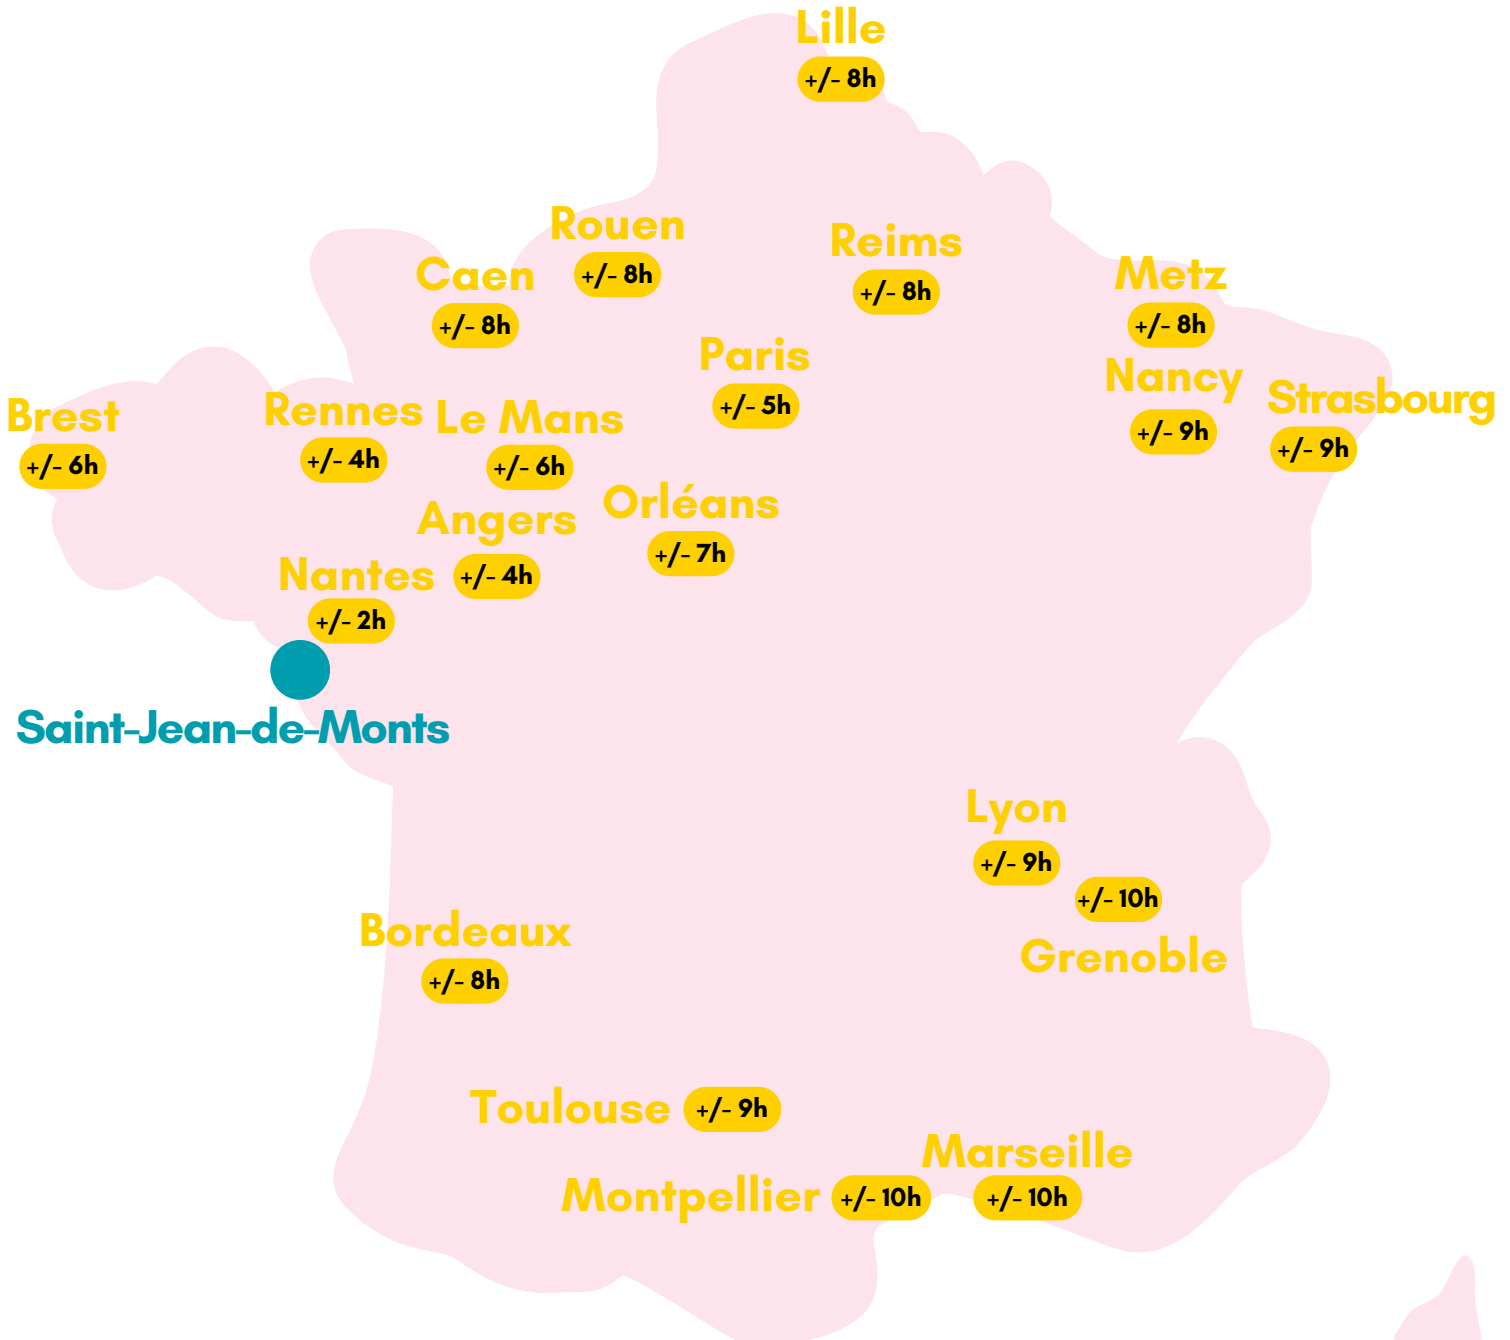 Lille
+/- 8h
Rouen
+/- 8h
Reims
+/- 8h
Caen
+/- 8h
Metz
+/- 8h
Paris
+/- 5h
Nancy
+/- 9h
Strasbourg
+/- 9h
Brest
+/- 6h
Rennes
+/- 4h
Le Mans
+/- 6h
Orléans
+/- 7h
Angers
+/- 4h
Nantes
+/- 2h
Saint-Jean-de-Monts
Lyon
+/- 9h
+/- 10h
Grenoble
Bordeaux
+/- 8h
Toulouse +/- 9h
Marseille
+/- 10h
Montpellier +/- 10h